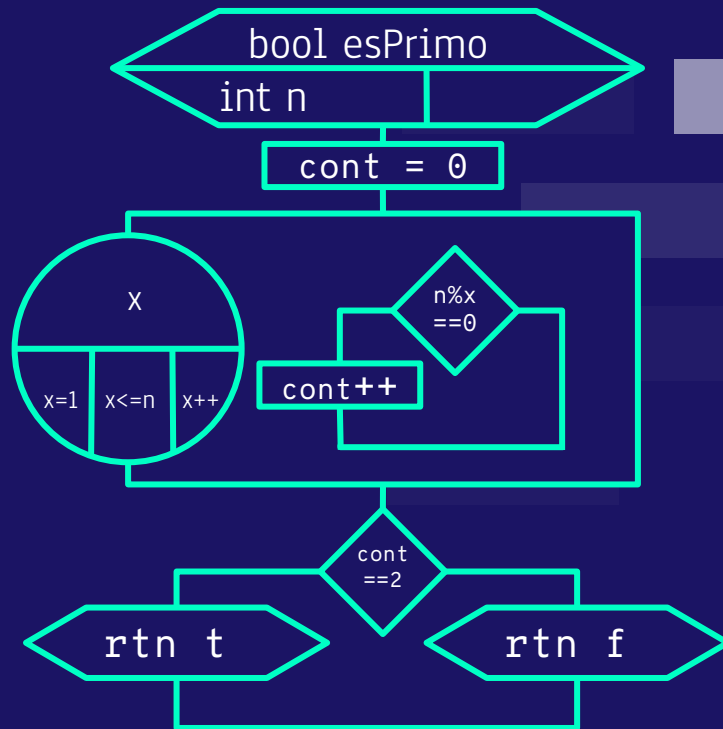 bool esPrimo
int n
cont = 0
X
x=1
x<=n
x++
n%x
==0
cont++
cont
==2
rtn t
rtn f